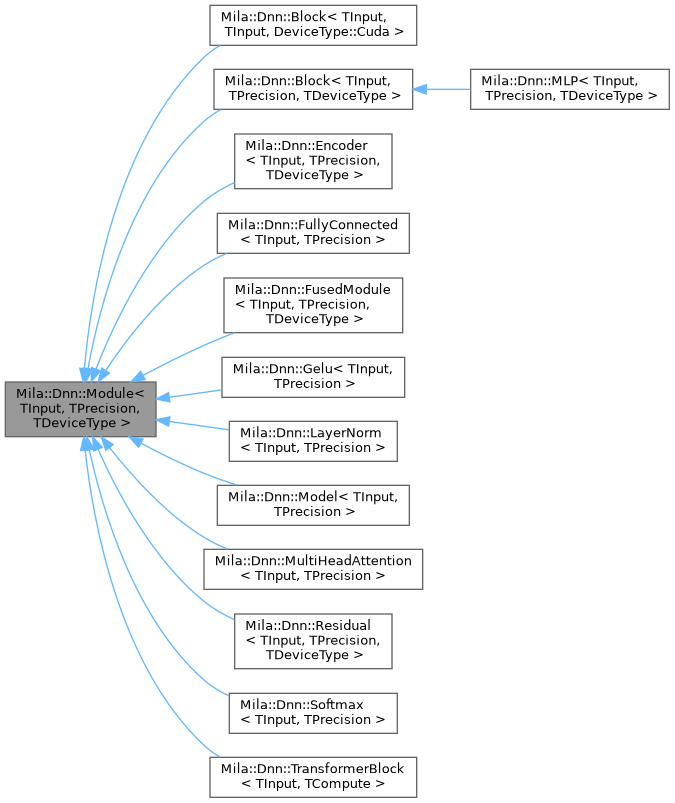 Mila::Dnn::Block< TInput,
TInput, DeviceType::Cuda >
Mila::Dnn::Block< TInput,
TPrecision, TDeviceType >
Mila::Dnn::MLP< TInput,
TPrecision, TDeviceType >
Mila::Dnn::Encoder
< TInput, TPrecision,
TDeviceType >
Mila::Dnn::FullyConnected
< TInput, TPrecision >
Mila::Dnn::FusedModule
< TInput, TPrecision,
TDeviceType >
Mila::Dnn::Gelu< TInput,
TPrecision >
Mila::Dnn::Module<
TInput, TPrecision,
TDeviceType >
Mila::Dnn::LayerNorm
< TInput, TPrecision >
Mila::Dnn::Model< TInput,
TPrecision >
Mila::Dnn::MultiHeadAttention
< TInput, TPrecision >
Mila::Dnn::Residual
< TInput, TPrecision,
TDeviceType >
Mila::Dnn::Softmax
< TInput, TPrecision >
Mila::Dnn::TransformerBlock
< TInput, TCompute >